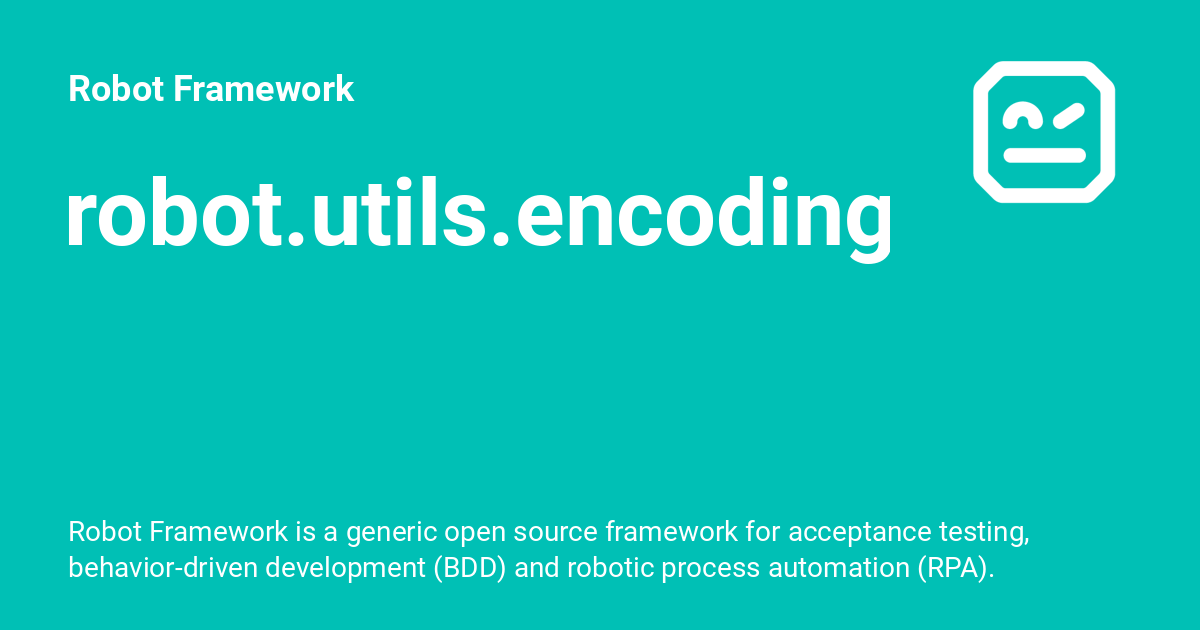 Robot Framework
robot.utils.encoding
Robot Framework is a generic open source framework for acceptance testing,
behavior-driven development (BDD) and robotic process automation (RPA).